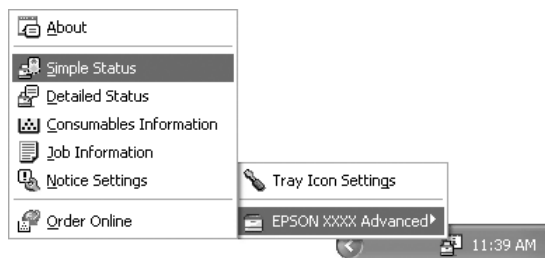 About
Simple Status
Detailed Status
Consumables Information
Job Information
Notice Settings
Order Online
Tray Icon Settings
EPSON XXXX Advanced
11:39 AM